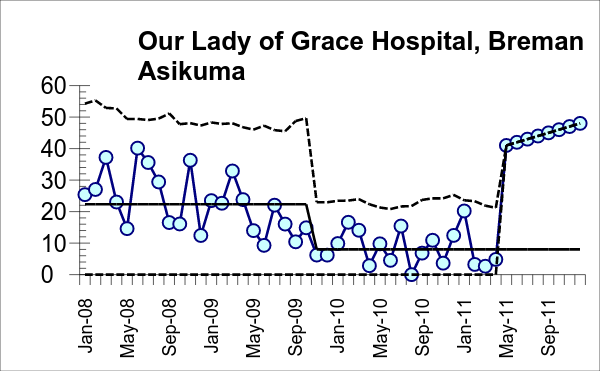 Our Lady of Grace Hospital, Breman
Asikuma
60
50
40
30
20
10
0
Jan-08
May-08
Sep-08
Jan-09
May-09
Sep-09
Jan-10
May-10
Sep-10
Jan-11
May-11
Sep-11